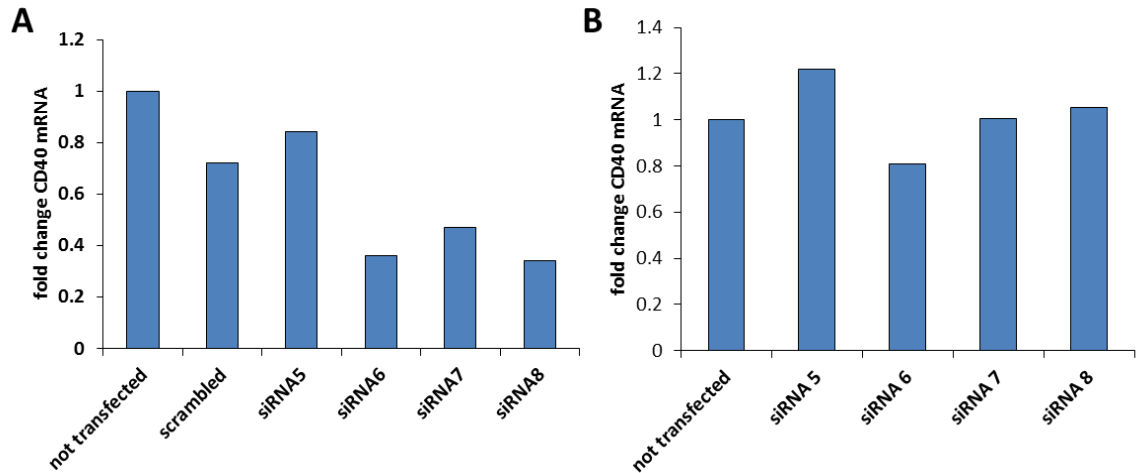 A
fold change CD40 mRNA
1.2
1
0.8
0.6
0.4
0.2
0
not transfected
scrambled
siRNA5
siRNA6
siRNA7
siRNA8
B
fold change CD40 mRNA
1.4
1.2
1
0.8
0.6
0.4
0.2
0
not transfected
siRNA 5
siRNA 6
siRNA 7
siRNA 8